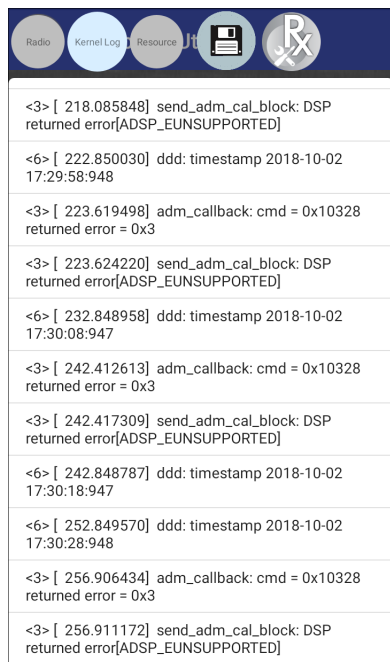 Radio
Kernel Log
Resource
Ut
Rx
<3> [  218.085848]  send_adm_cal_block: DSP
returned error[ADSP_EUNSUPPORTED]
<6> [  222.850030]  ddd: timestamp 2018-10-02
17:29:58:948
<3> [  223.619498]  adm_callback: cmd = 0x10328
returned error = 0x3
<3> [  223.624220]  send_adm_cal_block: DSP
returned error[ADSP_EUNSUPPORTED]
<6> [  232.848958]  ddd: timestamp 2018-10-02
17:30:08:947
<3> [  242.412613]  adm_callback: cmd = 0x10328
returned error = 0x3
<3> [  242.417309]  send_adm_cal_block: DSP
returned error[ADSP_EUNSUPPORTED]
<6> [  242.848787]  ddd: timestamp 2018-10-02
17:30:18:947
<6> [  252.849570]  ddd: timestamp 2018-10-02
17:30:28:948
<3> [  256.906434]  adm_callback: cmd = 0x10328
returned error = 0x3
<3> [  256.911172]  send_adm_cal_block: DSP
returned error[ADSP_EUNSUPPORTED]